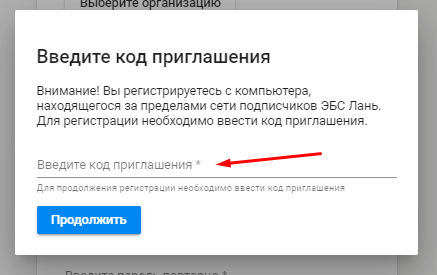 Выберите организацию
Введите код приглашения
Внимание! Вы регистрируетесь с компьютера,
находящегося за пределами сети подписчиков ЭБС Лань.
Для регистрации необходимо ввести код приглашения.
Введите код приглашения *
Для продолжения регистрации необходимо ввести код приглашения
Продолжить
Введите пароль повторно *